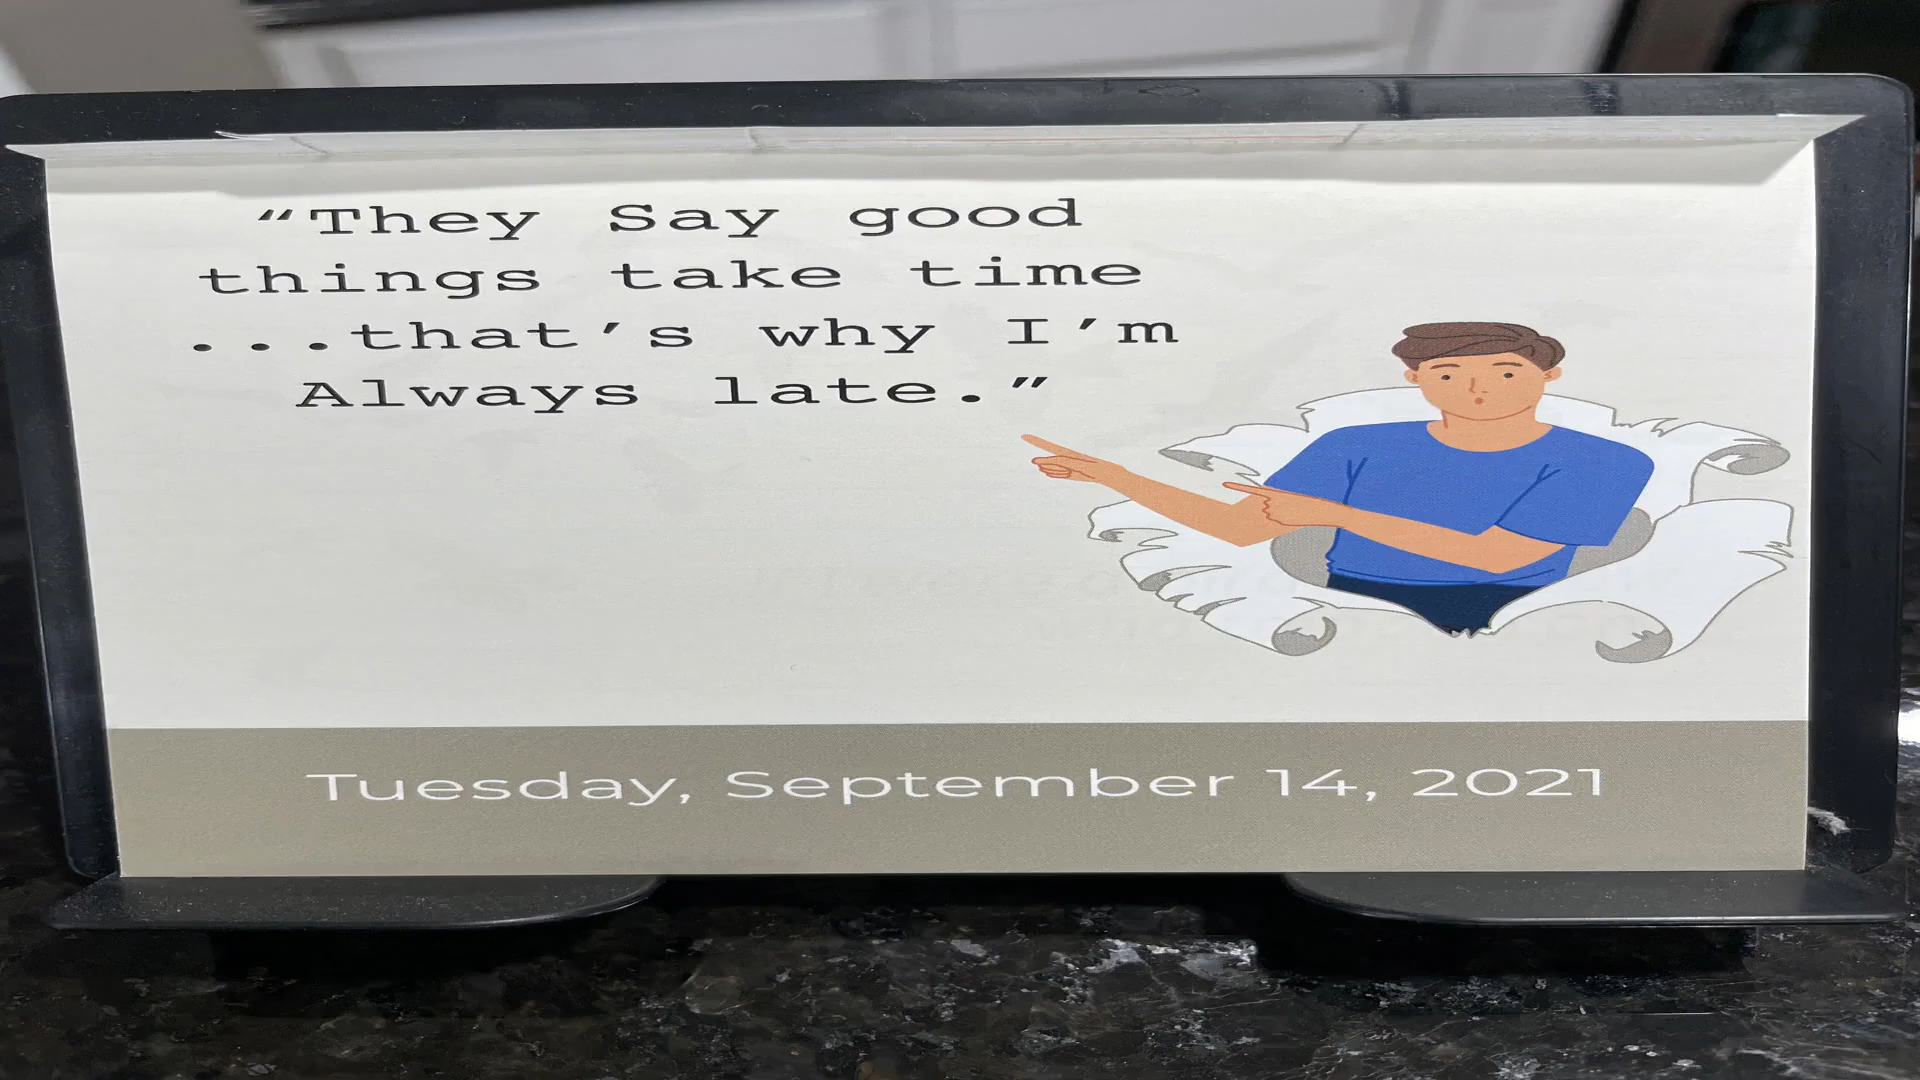 “They Say good
things take time
...that’s why I’m
Always late.”
Tuesday, September 14, 2021